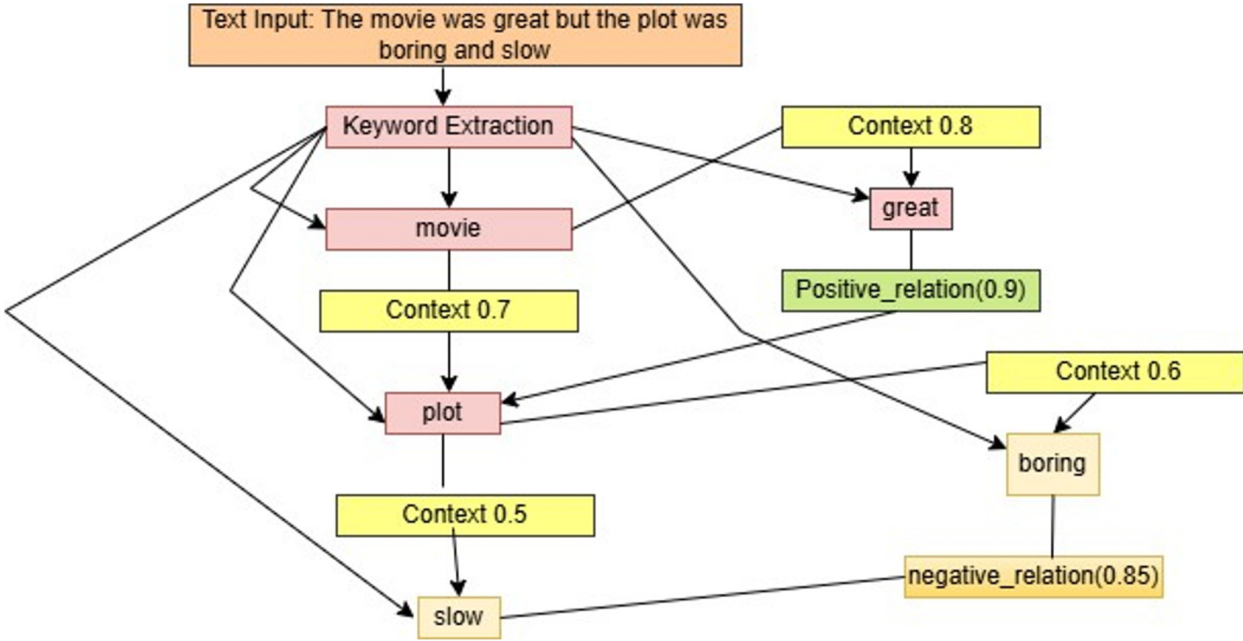 Text Input: The movie was great but the plot was
boring and slow
Keyword Extraction
Context 0.8
great
movie
Positive_relation(0.9)
Context 0.7
Context 0.6
plot
boring
Context 0.5
negative_relation(0.85)
slow